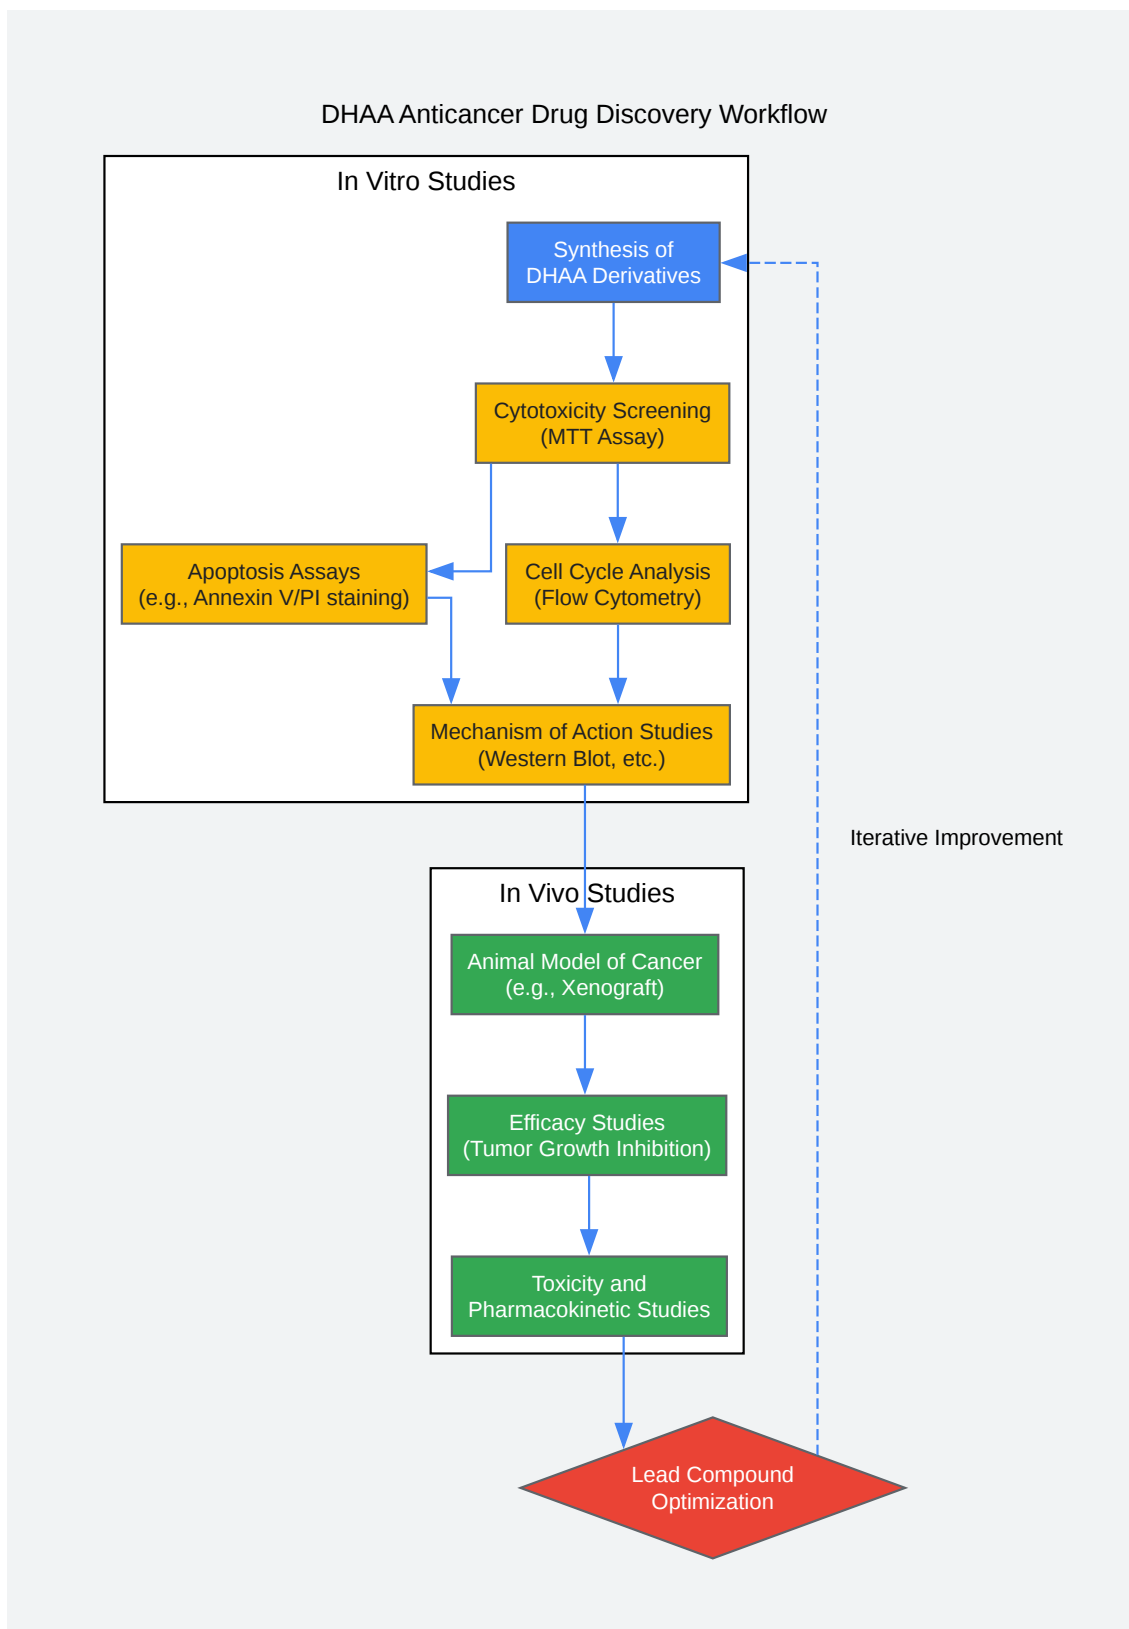 DHAA Anticancer Drug Discovery Workflow
In Vitro Studies
Synthesis of
DHAA Derivatives
Cytotoxicity Screening
(MTT Assay)
Apoptosis Assays
(e.g., Annexin V/PI staining)
Cell Cycle Analysis
(Flow Cytometry)
Mechanism of Action Studies
(Western Blot, etc.)
Iterative Improvement
In Vivo Studies
Animal Model of Cancer
(e.g., Xenograft)
Efficacy Studies
(Tumor Growth Inhibition)
Toxicity and
Pharmacokinetic Studies
Lead Compound
Optimization